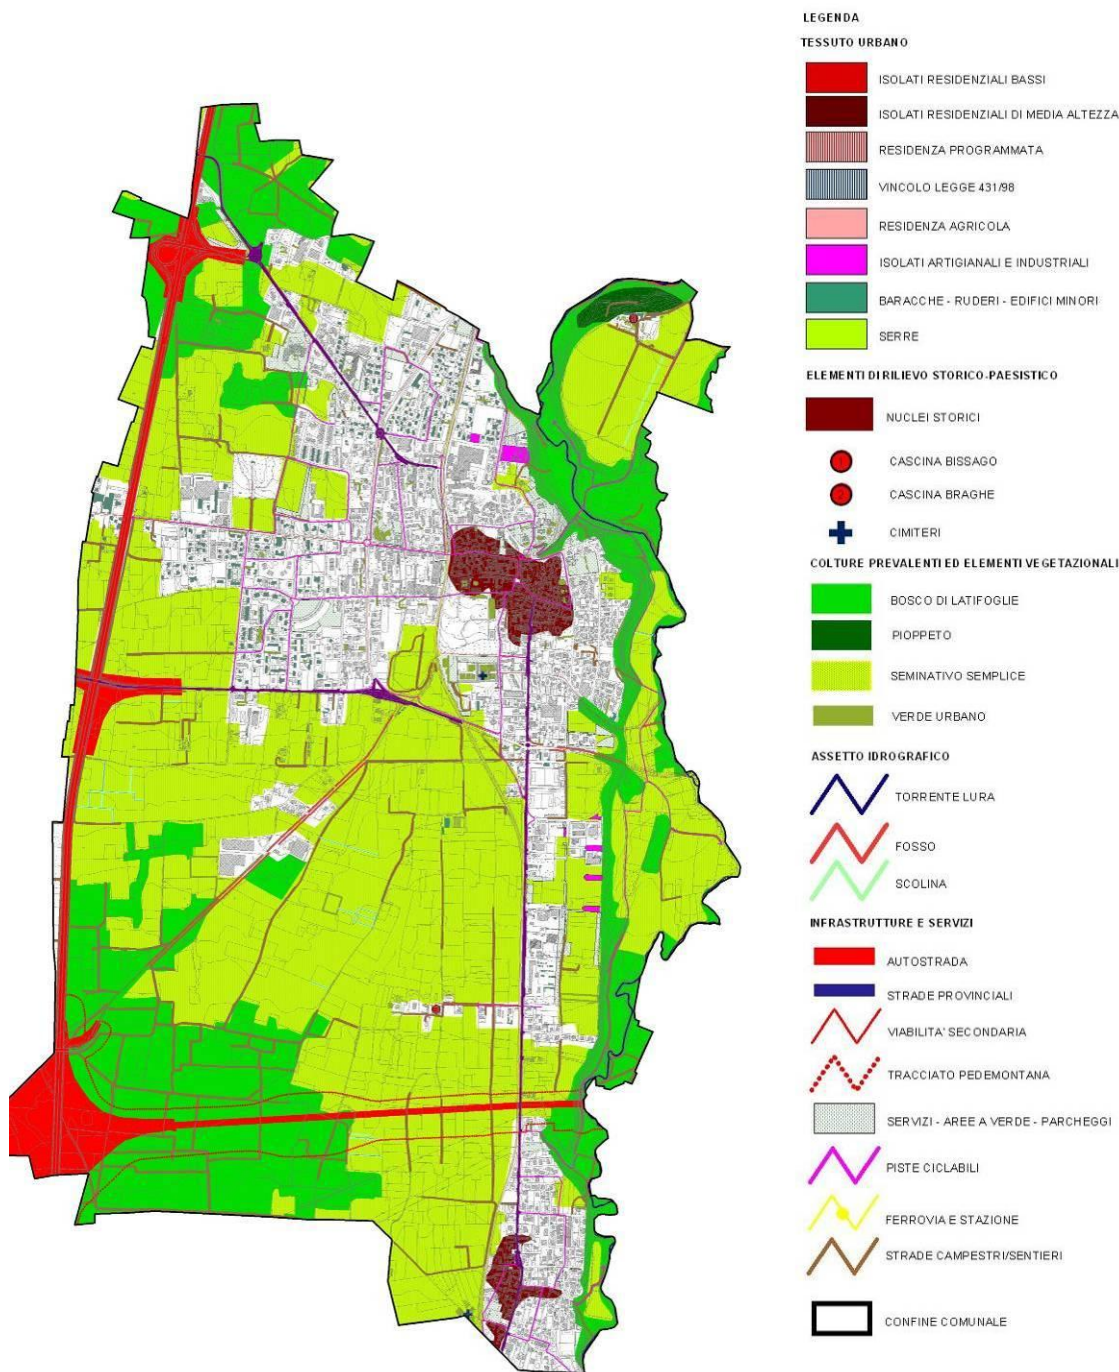 LEGENDA
TESSUTO URBANO
ISOLATI RESIDENZIALI BASSI
ISOLATI RESIDENZIALI DI MEDIA ALTEZZA
RESIDENZA PROGRAMMATA
VINCOLO LEGGE 431/98
RESIDENZA AGRICOLA
ISOLATI ARTIGIANALI E INDUSTRIALI
BARACCHE - RUDERI - EDIFICI MINORI
SERRE
ELEMENTI DI RILIEVO STORICO-PAESISTICO
NUCLEI STORICI
1 CASCINA BISSAGO
2 CASCINA BRAGHE
CIMITERI
COLTURE PREVALENTI ED ELEMENTI VEGETAZIONALI
BOSCO DI LATIFOGLIE
PIOPPETO
SEMINATIVO SEMPLICE
VERDE URBANO
ASSETTO IDROGRAFICO
TORRENTE LURA
FOSSO
SCOLINA
INFRASTRUTTURE E SERVIZI
AUTOSTRADA
STRADE PROVINCIALI
VIABILITA' SECONDARIA
TRACCIATO PEDEMONTANA
SERVIZI - AREE A VERDE - PARCHEGGI
PISTE CICLABILI
FERROVIA E STAZIONE
STRADE CAMPESTRI/SENTIERI
CONFINE COMUNALE